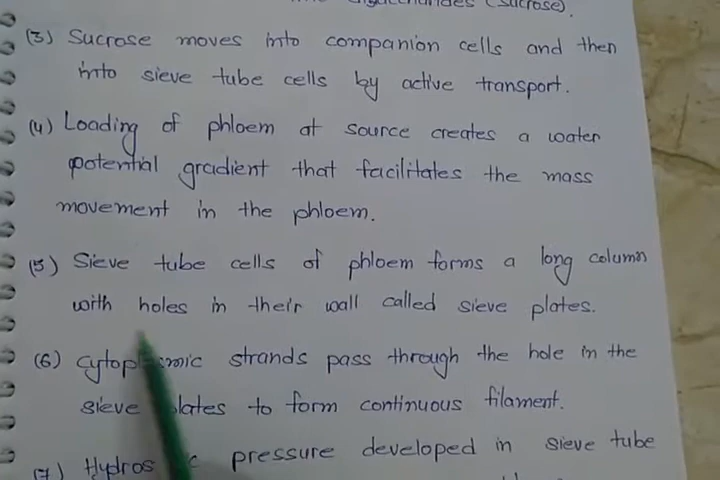 disaccharides (sucrose).
(3) Sucrose moves into companion cells and then
into sieve tube cells by active transport.
(4) Loading of phloem at source creates a water
potential gradient that facilitates the mass
movement in the phloem.
(5) Sieve tube cells of phloem forms a long column
with holes in their wall called sieve plates.
(6) strands pass through the hole in the
sieve to form continuous filament.
(7) pressure developed in sieve tube